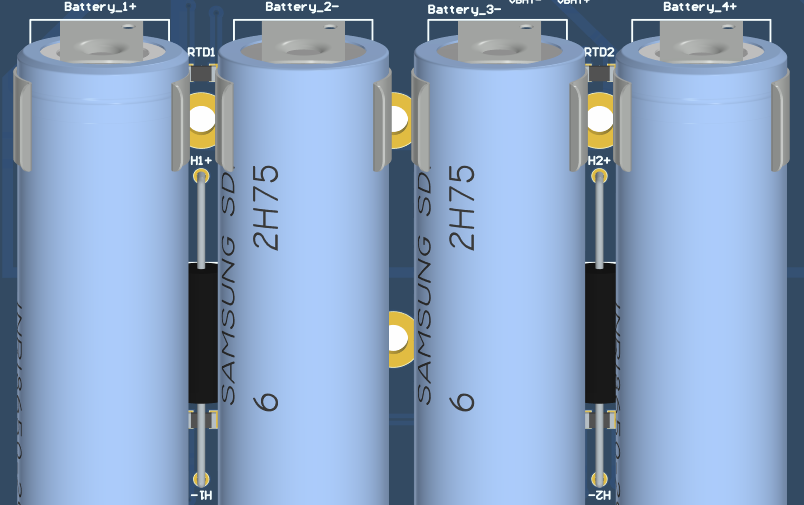 Battery_1+
Battery_2-
Battery_3-
VBAT-
VBAT+
Battery_4+
RTD1
RTD2
H1+
H2+
SAMSUNG SD
2H75
6
SAMSUNG SD
2H75
6
H1-
H2-